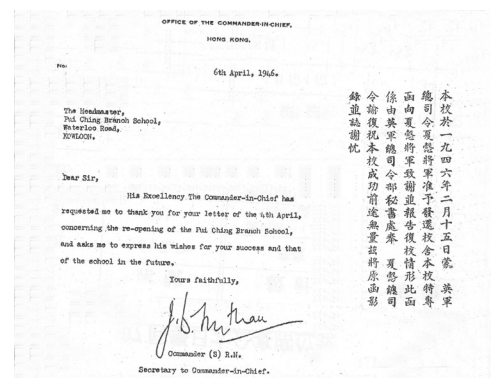 OFFICE OF THE COMMANDER-IN-CHIEF,
HONG KONG.
No:
6th April, 1946.
The Headmaster,
Pui Ching Branch School,
Waterloo Road,
KOWLOON.
Dear Sir,
His Excellency The Commander-in-Chief has
requested me to thank you for your letter of the 4th April,
concerning the re-opening of the Pui Ching Branch School,
and asks me to express his wishes for your success and that
of the school in the future.
Yours faithfully,
Commander (S) R.N.
Secretary to Commander-in-Chief.
本校於一九四六年二月十五日蒙 英軍
總司令夏愨將軍准予發還校舍本校特專
函向夏愨將軍致謝並報告復校情形此函
係由英軍總司令部秘書處奉 夏愨總司
令諭復祝本校成功前途無量茲將原函影
錄並誌謝忱